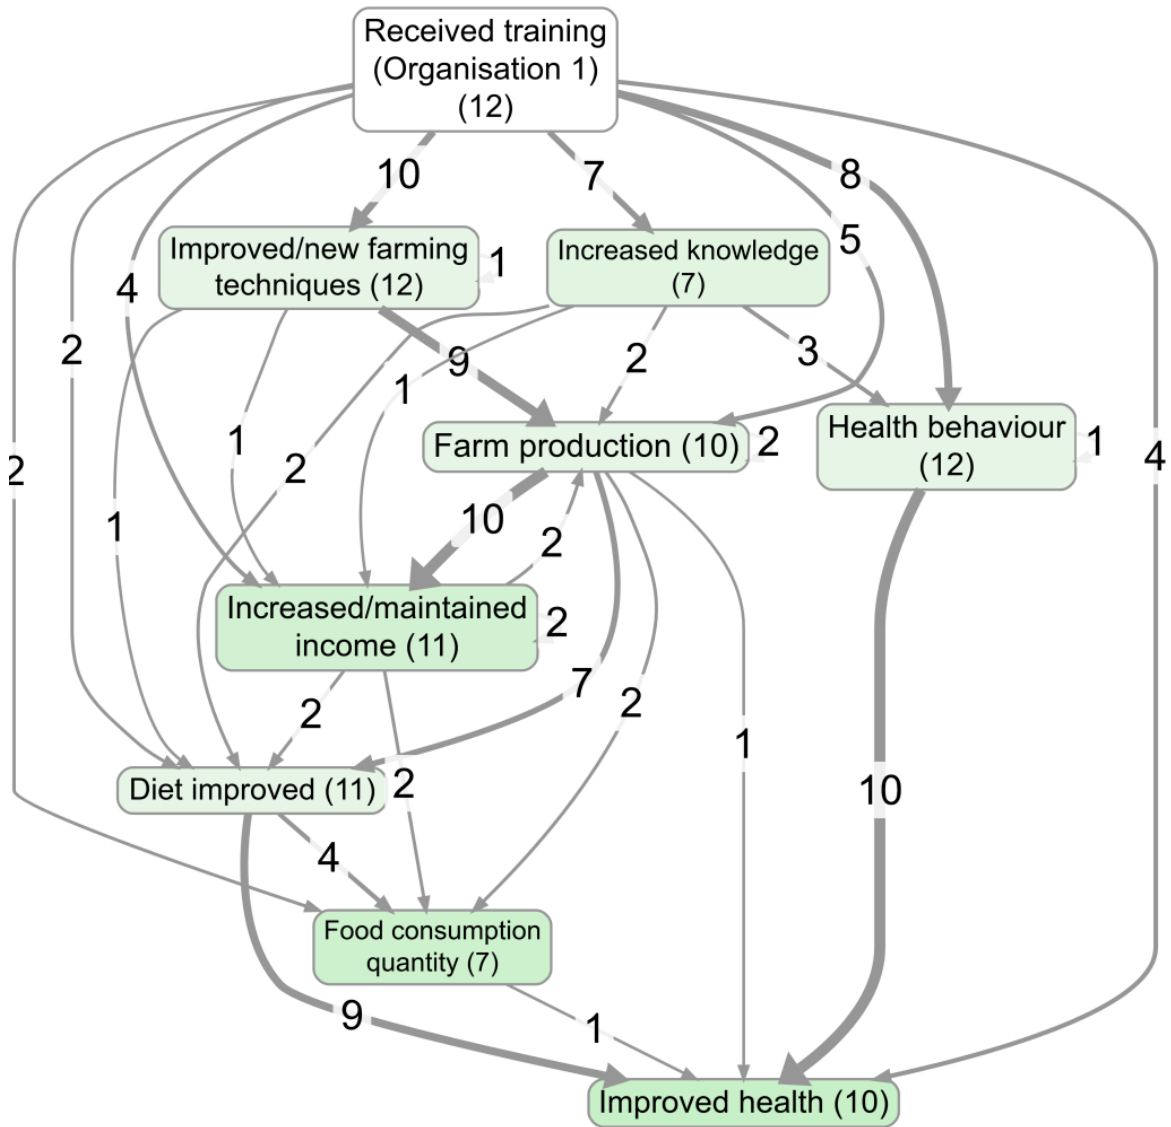 Received training
(Organisation 1)
(12)
10
7
8
5
Improved/new farming
techniques (12)
1
Increased knowledge
(7)
4
2
9
1
2
3
Farm production (10)
2
Health behaviour
(12)
1
4
2
1
2
1
10
2
Increased/maintained
income (11)
2
2
7
2
1
Diet improved (11)
2
10
4
Food consumption
quantity (7)
9
1
Improved health (10)